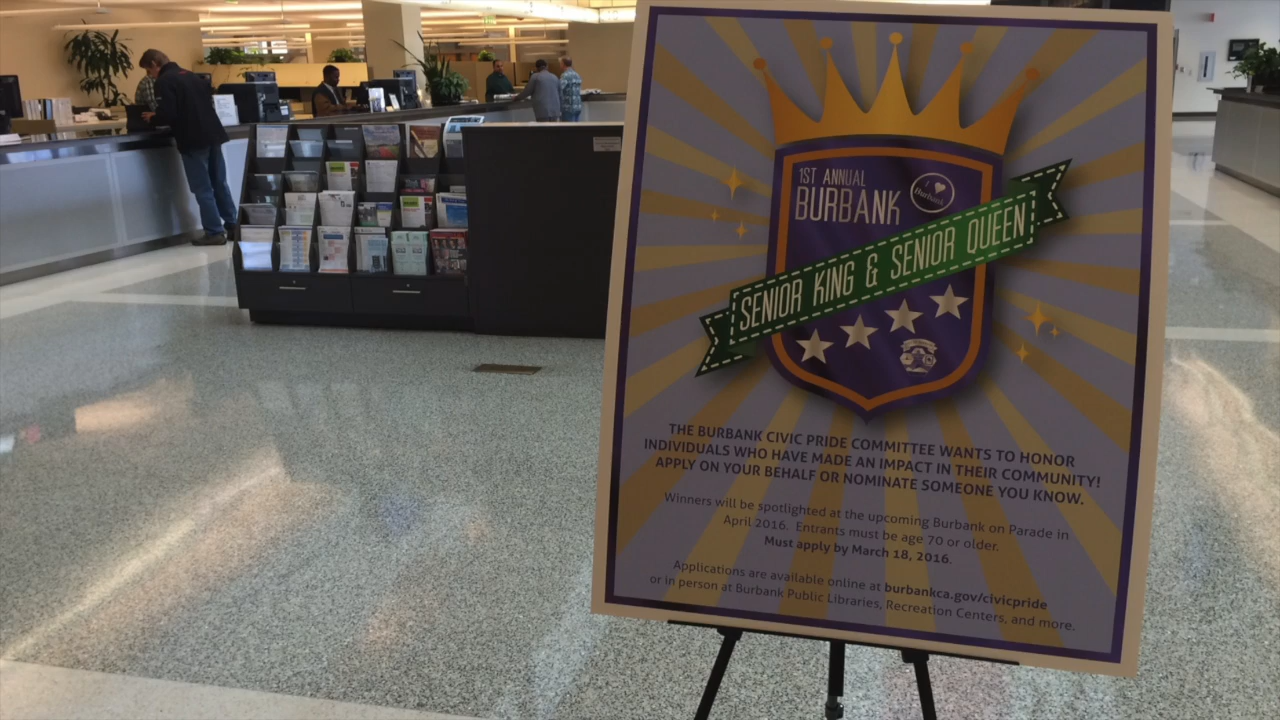 1ST ANNUAL
BURBANK
I ♥
Burbank
SENIOR KING & SENIOR QUEEN
THE BURBANK CIVIC PRIDE COMMITTEE WANTS TO HONOR
INDIVIDUALS WHO HAVE MADE AN IMPACT IN THEIR COMMUNITY!
APPLY ON YOUR BEHALF OR NOMINATE SOMEONE YOU KNOW.
Winners will be spotlighted at the upcoming Burbank on Parade in
April 2016. Entrants must be age 70 or older.
Must apply by March 18, 2016.
Applications are available online at burbankca.gov/civicpride
or in person at Burbank Public Libraries, Recreation Centers, and more.